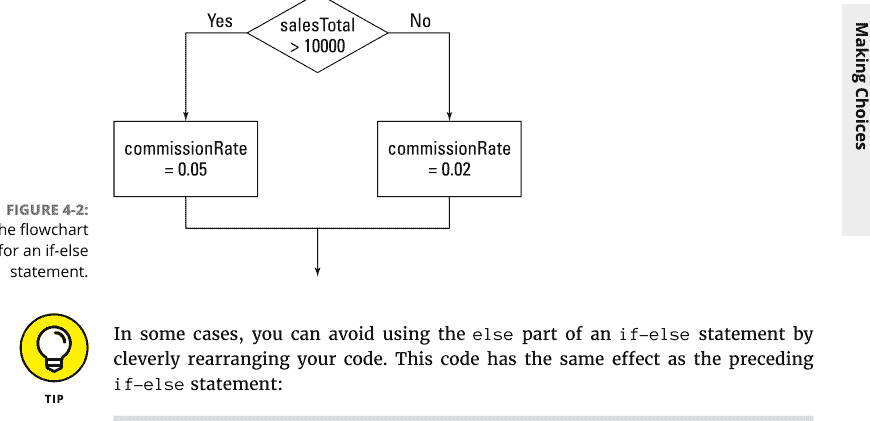 Yes
salesTotal
> 10000
No
commissionRate
= 0.05
commissionRate
= 0.02
FIGURE 4-2:
he flowchart
for an if-else
statement.
Making Choices
TIP
In some cases, you can avoid using the else part of an if-else statement by
cleverly rearranging your code. This code has the same effect as the preceding
if-else statement: